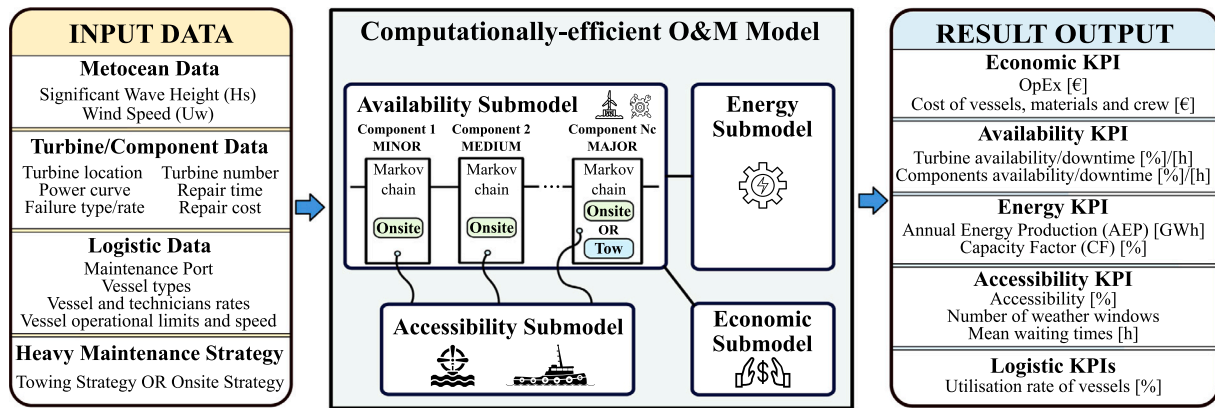 INPUT DATA
Metocean Data
Significant Wave Height (Hs)
Wind Speed (Uw)
Turbine/Component Data
Turbine location Turbine number
Power curve Repair time
Failure type/rate Repair cost
Logistic Data
Maintenance Port
Vessel types
Vessel and technicians rates
Vessel operational limits and speed
Heavy Maintenance Strategy
Towing Strategy OR Onsite Strategy
Computationally-efficient O&M Model
Availability Submodel
Component 1
MINOR
Markov
chain
Onsite
Component 2
MEDIUM
Markov
chain
Onsite
Component Nc
MAJOR
Markov
chain
Onsite
OR
Tow
Accessibility Submodel
Energy
Submodel
Economic
Submodel
$
RESULT OUTPUT
Economic KPI
OpEx [€]
Cost of vessels, materials and crew [€]
Availability KPI
Turbine availability/downtime [%]/[h]
Components availability/downtime [%]/[h]
Energy KPI
Annual Energy Production (AEP) [GWh]
Capacity Factor (CF) [%]
Accessibility KPI
Accessibility [%]
Number of weather windows
Mean waiting times [h]
Logistic KPIs
Utilisation rate of vessels [%]